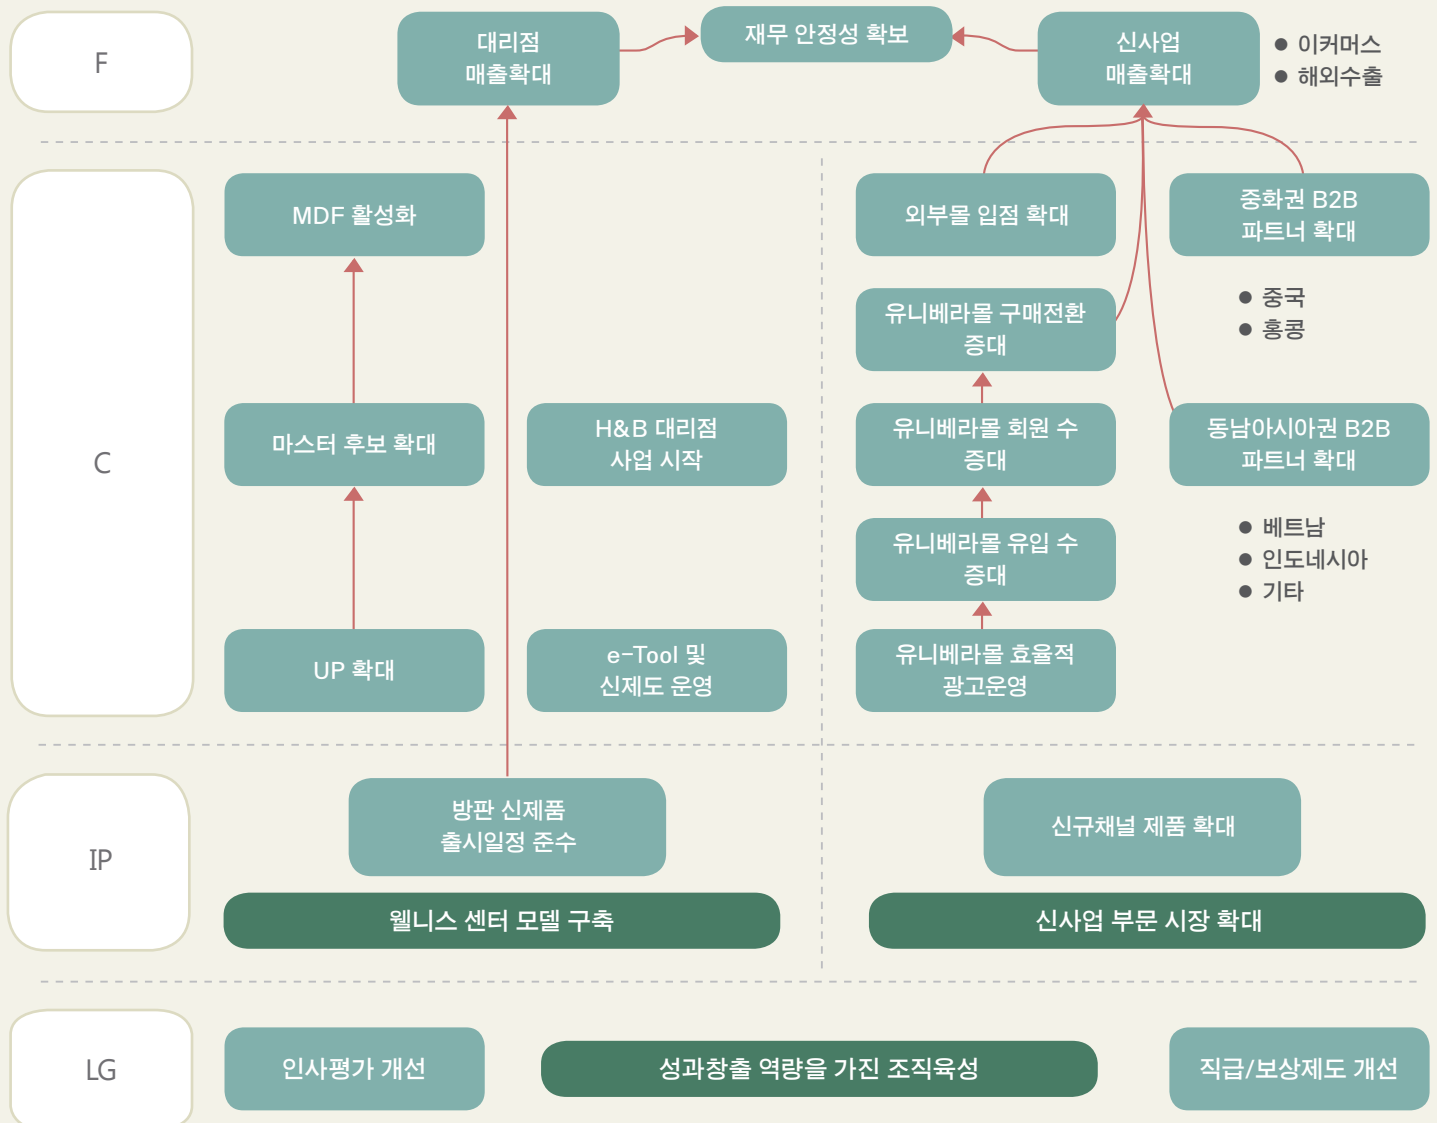 F
대리점
매출확대
재무 안정성 확보
신사업
매출확대
● 이커머스
● 해외수출
C
MDF 활성화
외부몰 입점 확대
중화권 B2B
파트너 확대
● 중국
● 홍콩
유니베라몰 구매전환
증대
마스터 후보 확대
H&B 대리점
사업 시작
유니베라몰 회원 수
증대
동남아시아권 B2B
파트너 확대
● 베트남
● 인도네시아
● 기타
유니베라몰 유입 수
증대
UP 확대
e-Tool 및
신제도 운영
유니베라몰 효율적
광고운영
IP
방판 신제품
출시일정 준수
신규채널 제품 확대
웰니스 센터 모델 구축
신사업 부문 시장 확대
LG
인사평가 개선
성과창출 역량을 가진 조직육성
직급/보상제도 개선